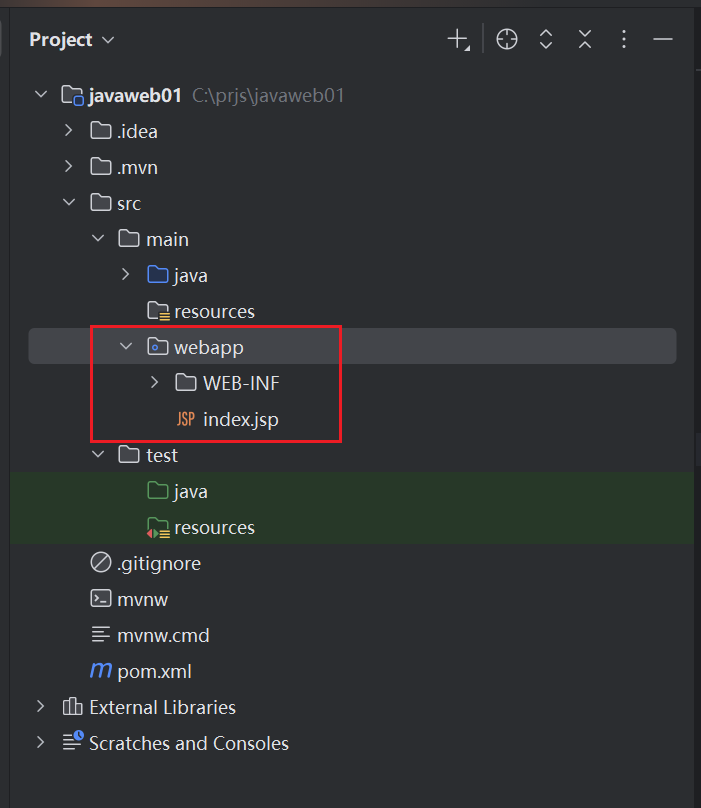 Project
javaweb01 C:\prjs\javaweb01
.idea
.mvn
src
main
java
resources
webapp
WEB-INF
JSP index.jsp
test
java
resources
.gitignore
mvnw
mvnw.cmd
m pom.xml
External Libraries
Scratches and Consoles